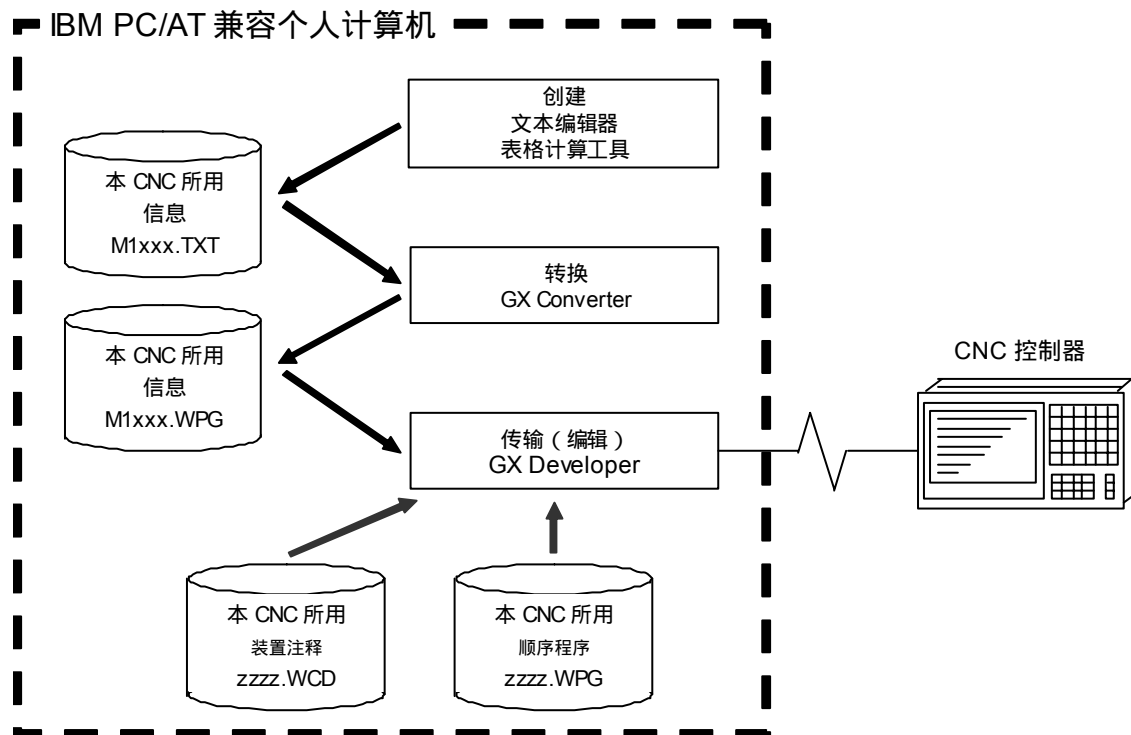 IBM PC/AT 兼容个人计算机
创建
文本编辑器
表格计算工具
本 CNC 所用
信息
M1xxx.TXT
转换
GX Converter
本 CNC 所用
信息
M1xxx.WPG
传输（编辑）
GX Developer
CNC 控制器
本 CNC 所用
装置注释
zzzz.WCD
本 CNC 所用
顺序程序
zzzz.WPG